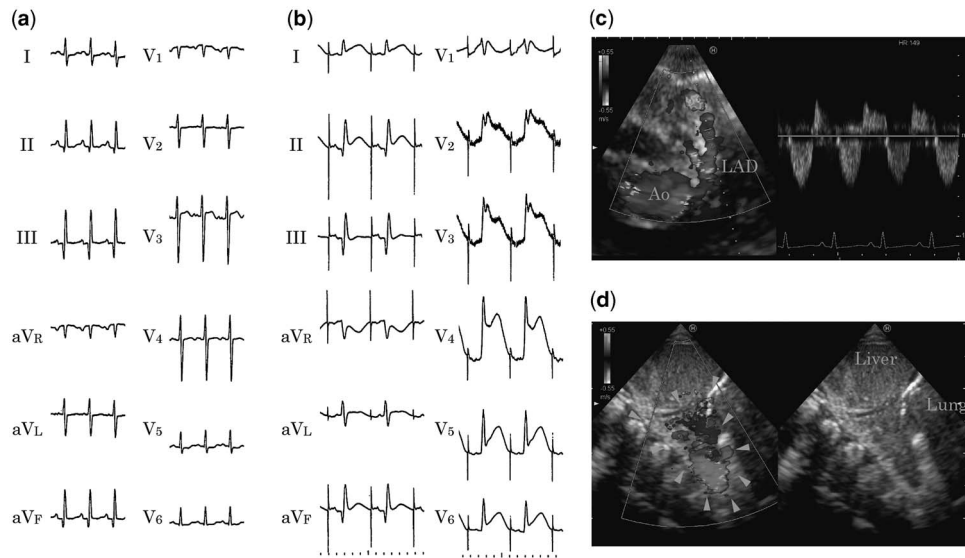 (a)
I
II
III
aVR
aVL
aVF
V1
V2
V3
V4
V5
V6
(b)
I
II
III
aVR
aVL
aVF
V1
V2
V3
V4
V5
V6
(c)
+0.55
-0.55
m/s
H
HR 149
LAD
Ao
(d)
+0.55
-0.55
m/s
H
H
Liver
Lung